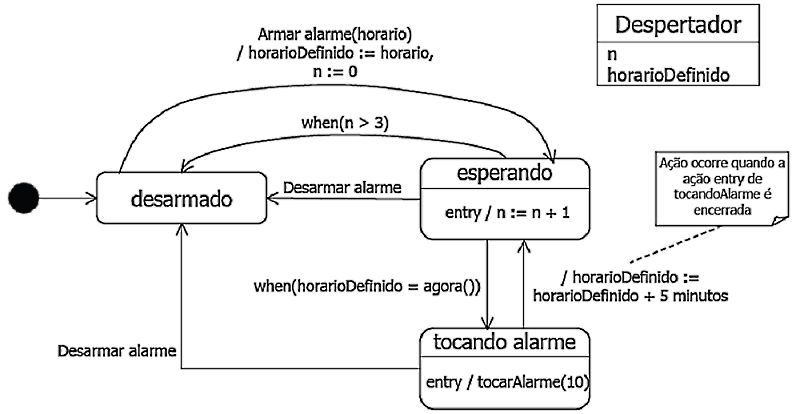 Armar alarme(horario)
/ horarioDefinido := horario,
n := 0
Despertador
n
horarioDefinido
when(n > 3)
desarmado
Desarmar alarme
esperando
entry / n := n + 1
Ação ocorre quando a
ação entry de
tocandoAlarme é
encerrada
when(horarioDefinido = agora())
/ horarioDefinido :=
horarioDefinido + 5 minutos
Desarmar alarme
tocando alarme
entry / tocarAlarme(10)